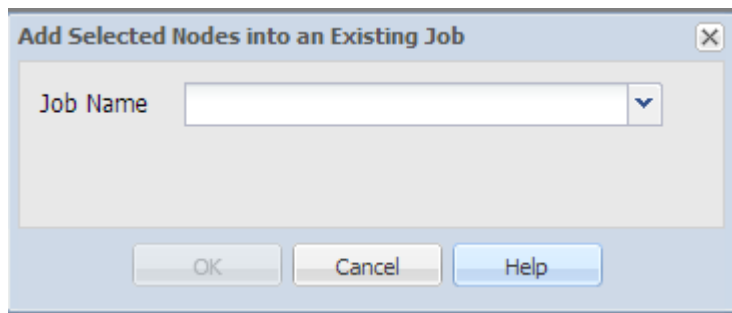 Add Selected Nodes into an Existing Job
Job Name
OK Cancel Help